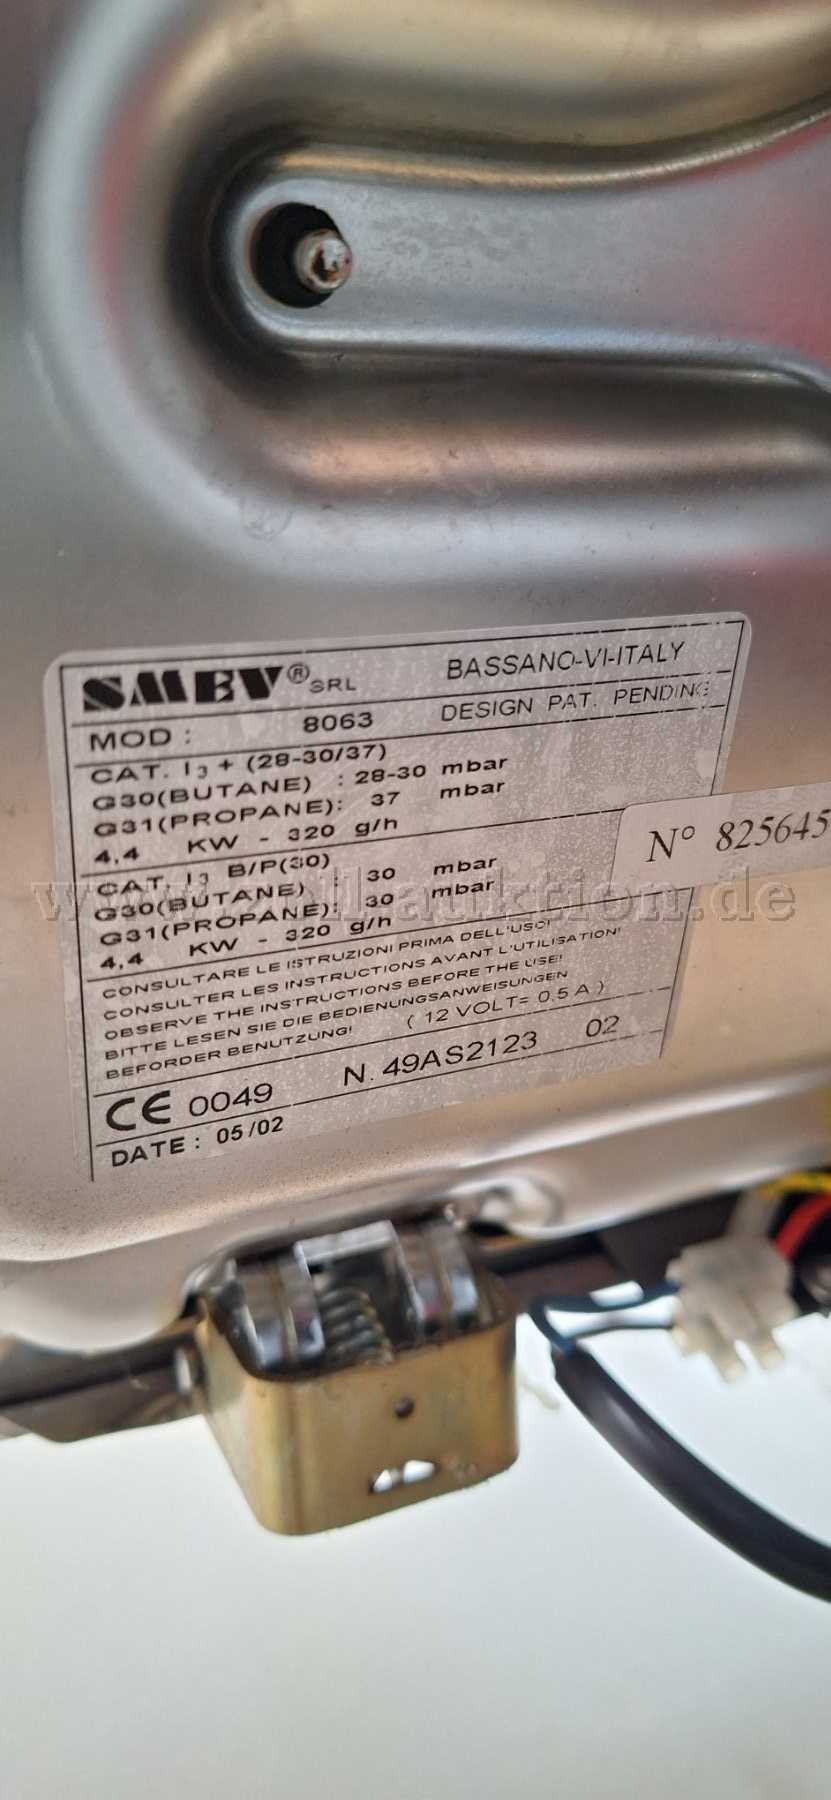 SMEV® SRL BASSANO-VI-ITALY
MOD : 8063 DESIGN PAT. PENDING
CAT. I3 + (28-30/37)
G30(BUTANE) : 28-30 mbar
G31(PROPANE): 37 mbar
4,4 KW - 320 g/h
N° 825645
CAT. I3 B/P(30)
G30(BUTANE) : 30 mbar
G31(PROPANE): 30 mbar
4,4 KW - 320 g/h
www.zoll-auktion.de
CONSULTARE LE ISTRUZIONI PRIMA DELL'USO!
CONSULTER LES INSTRUCTIONS AVANT L'UTILISATION!
OBSERVE THE INSTRUCTIONS BEFORE THE USE!
BITTE LESEN SIE DIE BEDIENUNGSANWEISUNGEN
BEFORDER BENUTZUNG! ( 12 VOLT= 0.5 A )
CE 0049 N. 49AS2123 02
DATE : 05/02